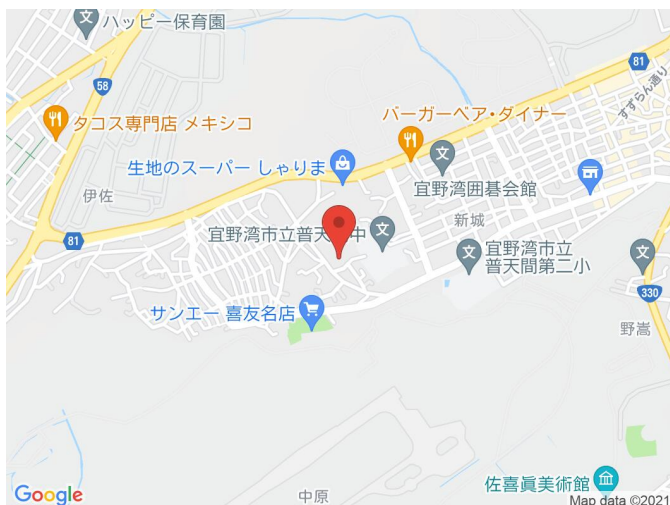 ハッピー保育園
58
81
タコス専門店 メキシコ
バーガーベア・ダイナー
すずらん通り
生地のスーパー しゃりま
伊佐
宜野湾囲碁会館
新城
81
宜野湾市立普天
中
宜野湾市立
普天間第二小
サンエー 喜友名店
330
野嵩
佐喜眞美術館
中原
Google
Map data ©2021